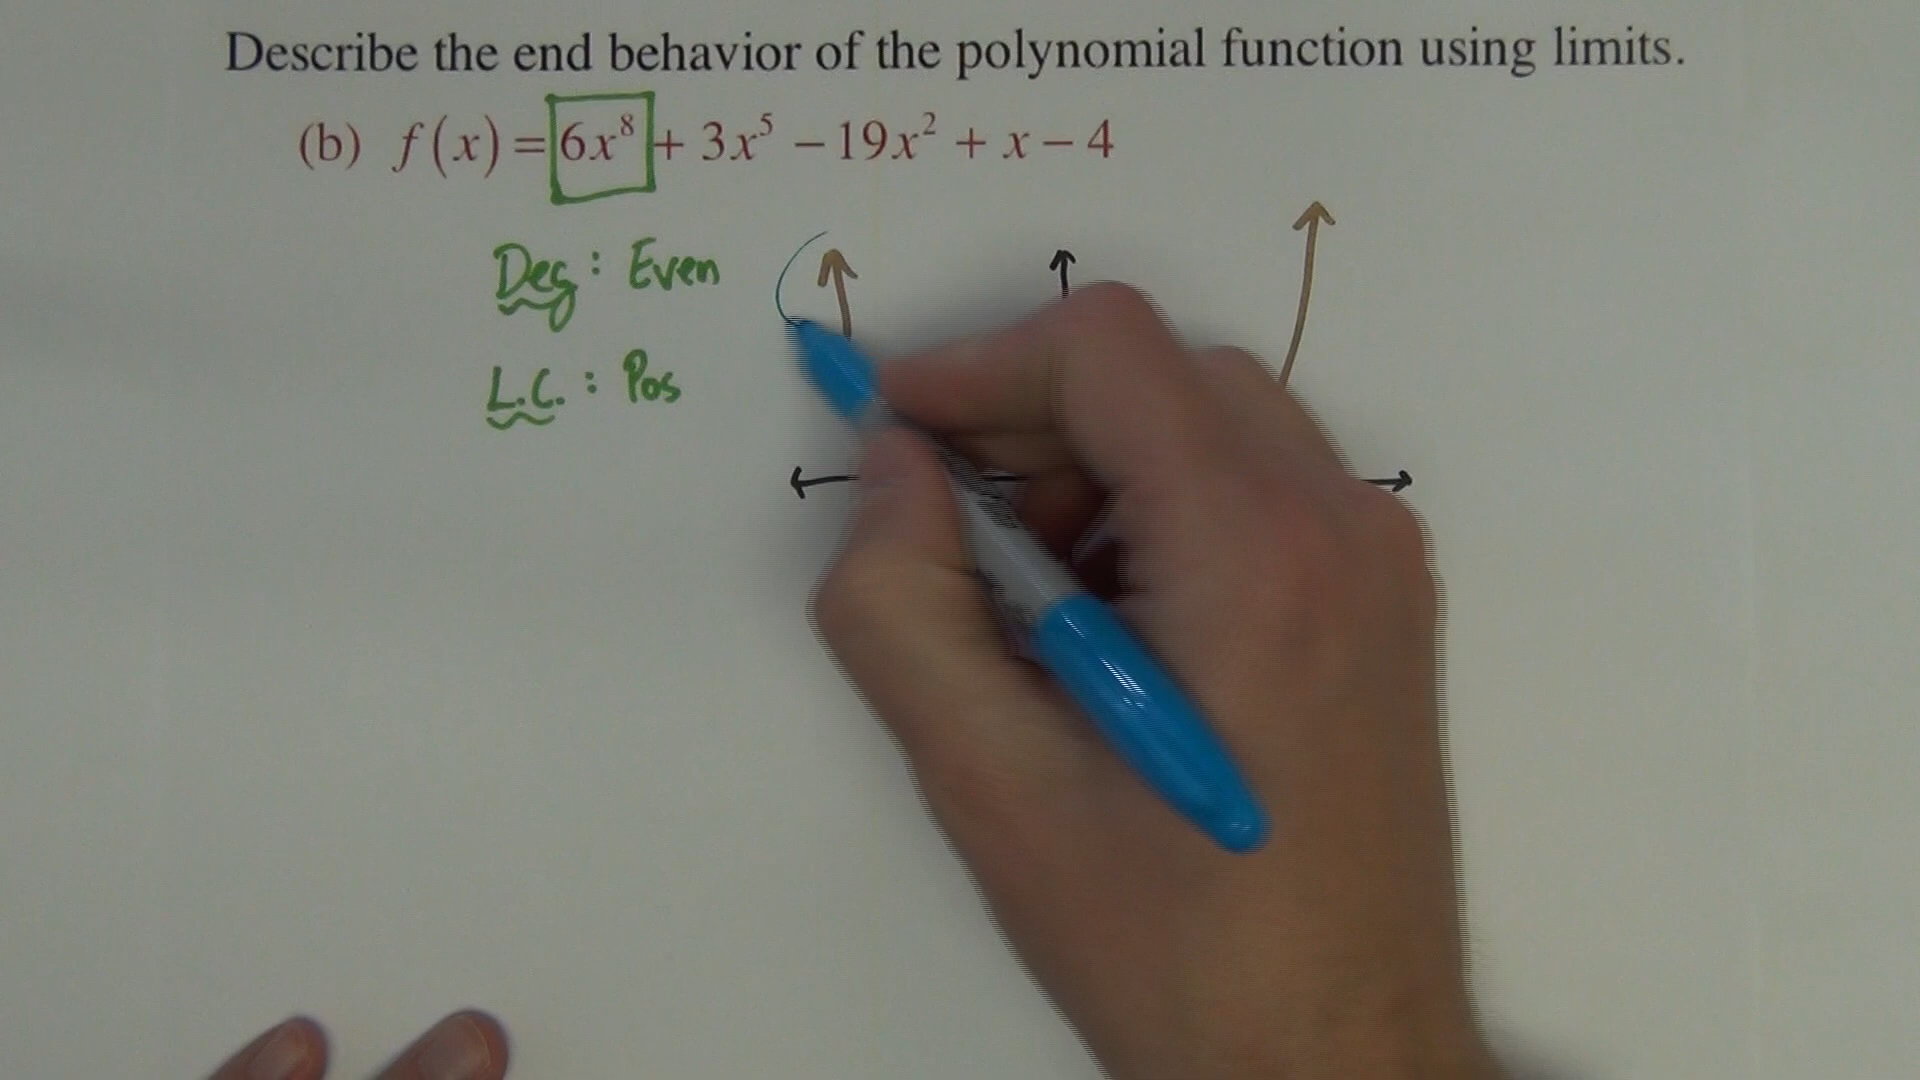 Describe the end behavior of the polynomial function using limits.
(b) f(x) = 6x⁸ + 3x⁵ − 19x² + x − 4
Deg : Even
L.C. : Pos